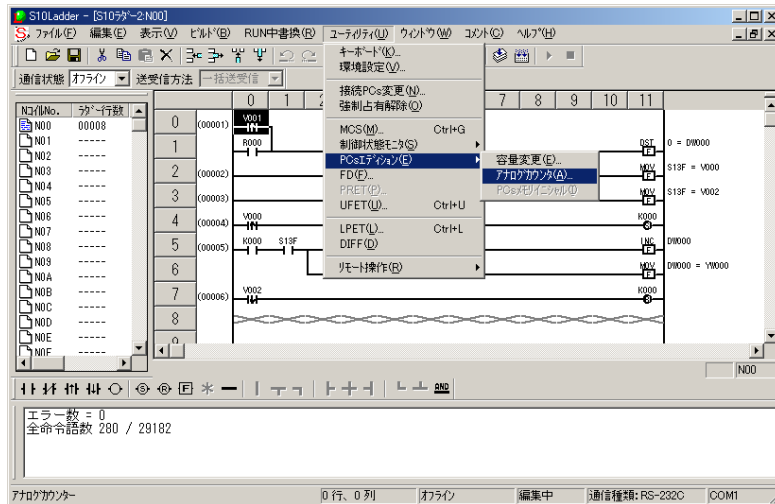 S10Ladder - [S10ラダー2:N00]
ファイル(F) 編集(E) 表示(V) ビルド(B) RUN中書換(R) ユーティリティ(U) ウィンドウ(W) コメント(C) ヘルプ(H)
通信状態 オフライン 送受信方法 一括送受信
キーボード(K)...
環境設定(V)...
接続PCs変更(N)...
強制占有解除(O)
MCS(M)... Ctrl+G
制御状態モニタ(S)
PCsエディション(E)
FD(F)...
PRET(P)...
UFET(U)... Ctrl+U
LPET(L)... Ctrl+L
DIFF(D)
リモート操作(R)
容量変更(E)...
アナログカウンタ(A)...
PCsメモリイニシャル(I)
Nコイル№. ラダー行数
N00 00008
N01 -----
N02 -----
N03 -----
N04 -----
N05 -----
N06 -----
N07 -----
N08 -----
N09 -----
N0A -----
N0B -----
N0C -----
N0D -----
N0E -----
N0F -----
0 1 2 7 8 9 10 11
0 (00001) V001
1 R000 DST F 0 = DW000
2 (00002) MOV F S13F = V000
3 (00003) MOV F S13F = V002
4 (00004) V000 K000 S
5 (00005) K000 S13F INC F DW000
6 MOV F DW000 = YW000
7 (00006) V002 K000 R
8
9
N00
S R F AND
エラー数 = 0
全命令語数 280 / 29182
アナログカウンター 0 行、0 列 オフライン 編集中 通信種類: RS-232C COM1